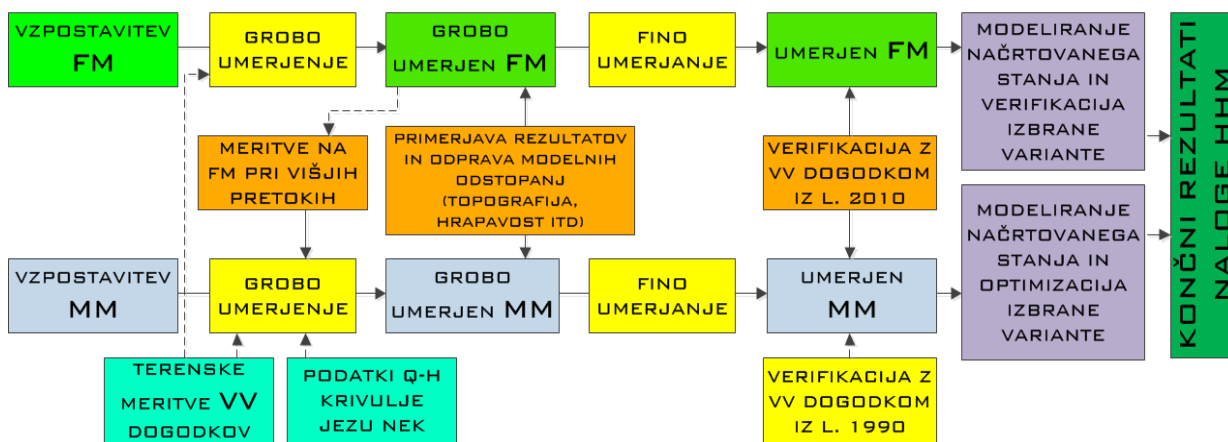 VZPOSTAVITEV
FM
GROBO
UMERJENJE
GROBO
UMERJEN FM
FINO
UMERJANJE
UMERJEN FM
MODELIRANJE
NAČRTOVANEGA
STANJA IN
VERIFIKACIJA
IZBRANE
VARIANTE
MERITVE NA
FM PRI VIŠJIH
PRETOKIH
PRIMERJAVA REZULTATOV
IN ODPRAVA MODELNIH
ODSTOPANJ
(TOPOGRAFIJA,
HRAPAVOST ITD)
VERIFIKACIJA Z
VV DOGODKOM
IZ L. 2010
VZPOSTAVITEV
MM
GROBO
UMERJENJE
GROBO
UMERJEN MM
FINO
UMERJANJE
UMERJEN
MM
MODELIRANJE
NAČRTOVANEGA
STANJA IN
OPTIMIZACIJA
IZBRANE
VARIANTE
TERENSKE
MERITVE VV
DOGODKOV
PODATKI Q-H
KRIVULJE
JEZU NEK
VERIFIKACIJA Z
VV DOGODKOM
IZ L. 1990
KONČNI REZULTATI
NALOGE HHM